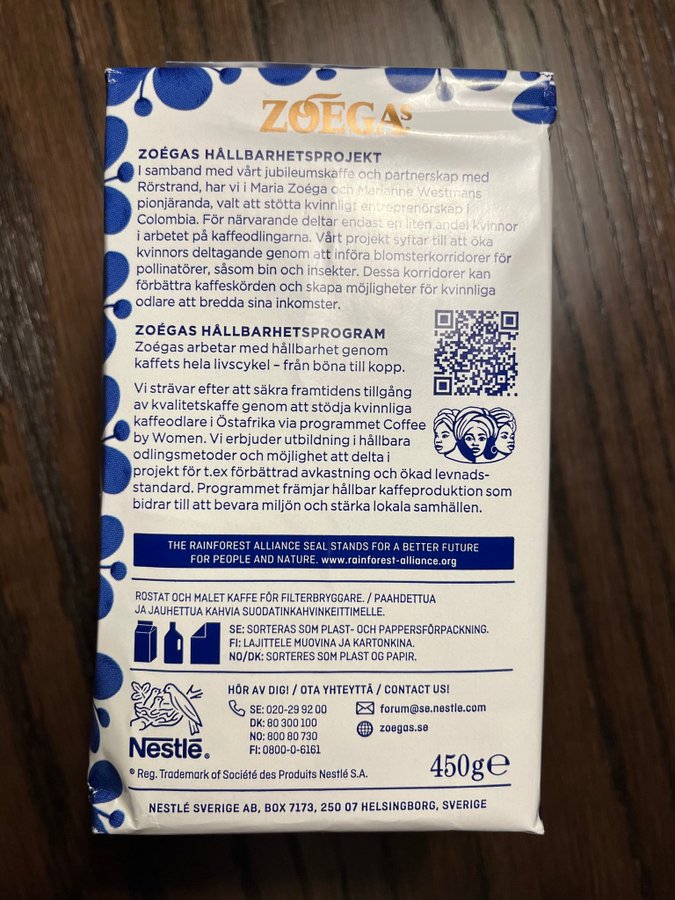 ZOÉGAs
ZOÉGAS HÅLLBARHETSPROJEKT
I samband med vårt jubileumskaffe och partnerskap med
Rörstrand, har vi i Maria Zoéga och Marianne Westmans
pionjäranda, valt att stötta kvinnligt entreprenörskap i
Colombia. För närvarande deltar endast en liten andel kvinnor
i arbetet på kaffeodlingarna. Vårt projekt syftar till att öka
kvinnors deltagande genom att införa blomsterkorridorer för
pollinatörer, såsom bin och insekter. Dessa korridorer kan
förbättra kaffeskörden och skapa möjligheter för kvinnliga
odlare att bredda sina inkomster.
ZOÉGAS HÅLLBARHETSPROGRAM
Zoégas arbetar med hållbarhet genom
kaffets hela livscykel – från böna till kopp.
Vi strävar efter att säkra framtidens tillgång
av kvalitetskaffe genom att stödja kvinnliga
kaffeodlare i Östafrika via programmet Coffee
by Women. Vi erbjuder utbildning i hållbara
odlingsmetoder och möjlighet att delta i
projekt för t.ex förbättrad avkastning och ökad levnads-
standard. Programmet främjar hållbar kaffeproduktion som
bidrar till att bevara miljön och stärka lokala samhällen.
THE RAINFOREST ALLIANCE SEAL STANDS FOR A BETTER FUTURE
FOR PEOPLE AND NATURE. www.rainforest-alliance.org
ROSTAT OCH MALET KAFFE FÖR FILTERBRYGGARE. / PAAHDETTUA
JA JAUHETTUA KAHVIA SUODATINKAHVINKEITTIMELLE.
SE: SORTERAS SOM PLAST- OCH PAPPERSFÖRPACKNING.
FI: LAJITTELE MUOVINA JA KARTONKINA.
NO/DK: SORTERES SOM PLAST OG PAPIR.
HÖR AV DIG! / OTA YHTEYTTÄ / CONTACT US!
SE: 020-29 92 00
DK: 80 300 100
NO: 800 80 730
FI: 0800-0-6161
forum@se.nestle.com
zoegas.se
Nestlé®
® Reg. Trademark of Société des Produits Nestlé S.A.
450g℮
NESTLÉ SVERIGE AB, BOX 7173, 250 07 HELSINGBORG, SVERIGE